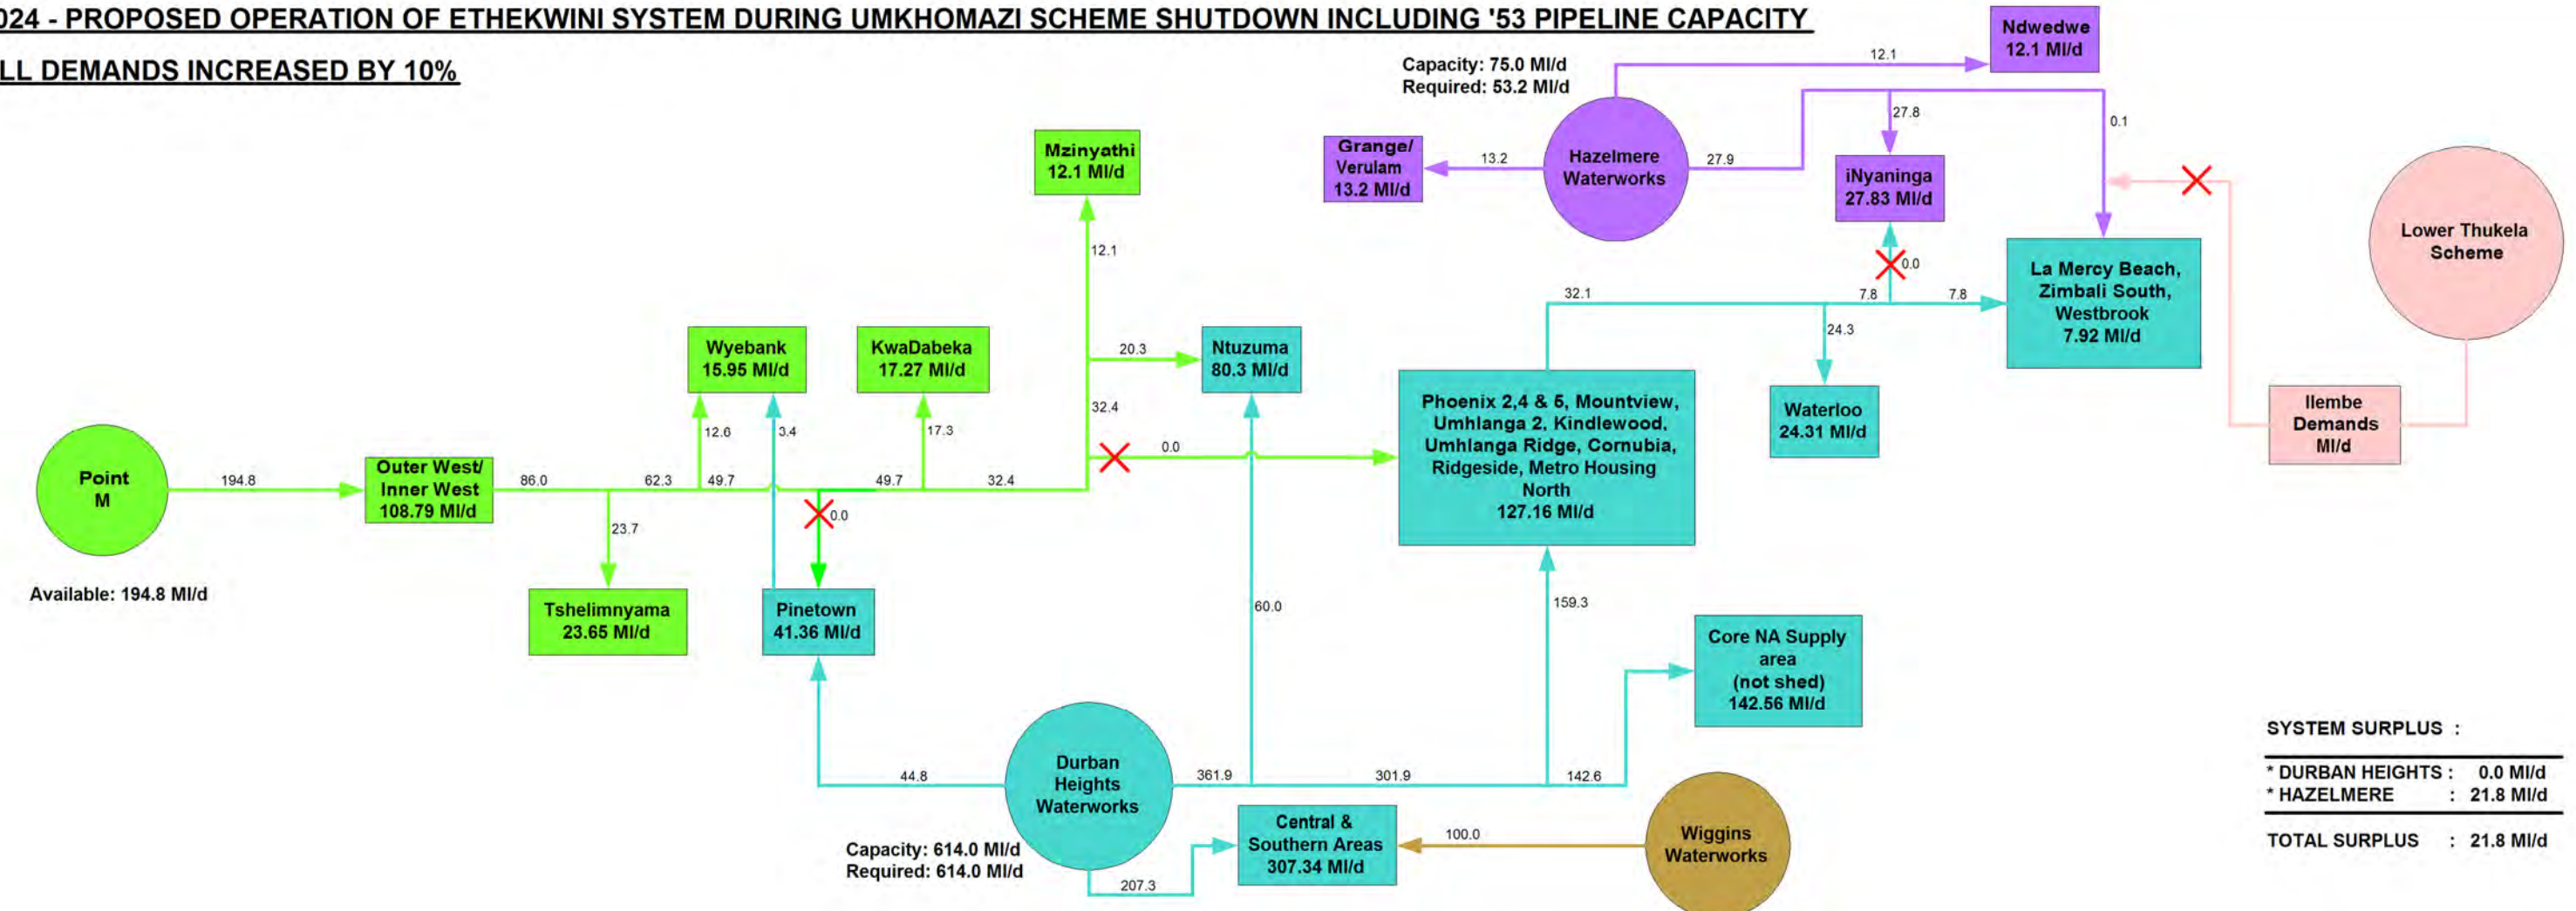 024 - PROPOSED OPERATION OF ETHEKWINI SYSTEM DURING UMKHOMAZI SCHEME SHUTDOWN INCLUDING '53 PIPELINE CAPACITY
LL DEMANDS INCREASED BY 10%
Ndwedwe
12.1 Ml/d
12.1
Capacity: 75.0 Ml/d
Required: 53.2 Ml/d
27.8
0.1
Mzinyathi
12.1 Ml/d
Grange/
Verulam
13.2 Ml/d
13.2
Hazelmere
Waterworks
27.9
iNyaninga
27.83 Ml/d
Lower Thukela
Scheme
12.1
0.0
La Mercy Beach,
Zimbali South,
Westbrook
7.92 Ml/d
32.1
7.8
7.8
24.3
Wyebank
15.95 Ml/d
KwaDabeka
17.27 Ml/d
20.3
Ntuzuma
80.3 Ml/d
32.4
12.6
3.4
17.3
0.0
Phoenix 2,4 & 5, Mountview,
Umhlanga 2, Kindlewood,
Umhlanga Ridge, Cornubia,
Ridgeside, Metro Housing
North
127.16 Ml/d
Waterloo
24.31 Ml/d
Ilembe
Demands
Ml/d
Point
M
194.8
Outer West/
Inner West
108.79 Ml/d
86.0
62.3
49.7
49.7
32.4
0.0
23.7
Available: 194.8 Ml/d
Tshelimnyama
23.65 Ml/d
Pinetown
41.36 Ml/d
60.0
159.3
Core NA Supply
area
(not shed)
142.56 Ml/d
44.8
Durban
Heights
Waterworks
361.9
301.9
142.6
Capacity: 614.0 Ml/d
Required: 614.0 Ml/d
207.3
Central &
Southern Areas
307.34 Ml/d
100.0
Wiggins
Waterworks
SYSTEM SURPLUS :
* DURBAN HEIGHTS : 0.0 Ml/d
* HAZELMERE : 21.8 Ml/d
TOTAL SURPLUS : 21.8 Ml/d